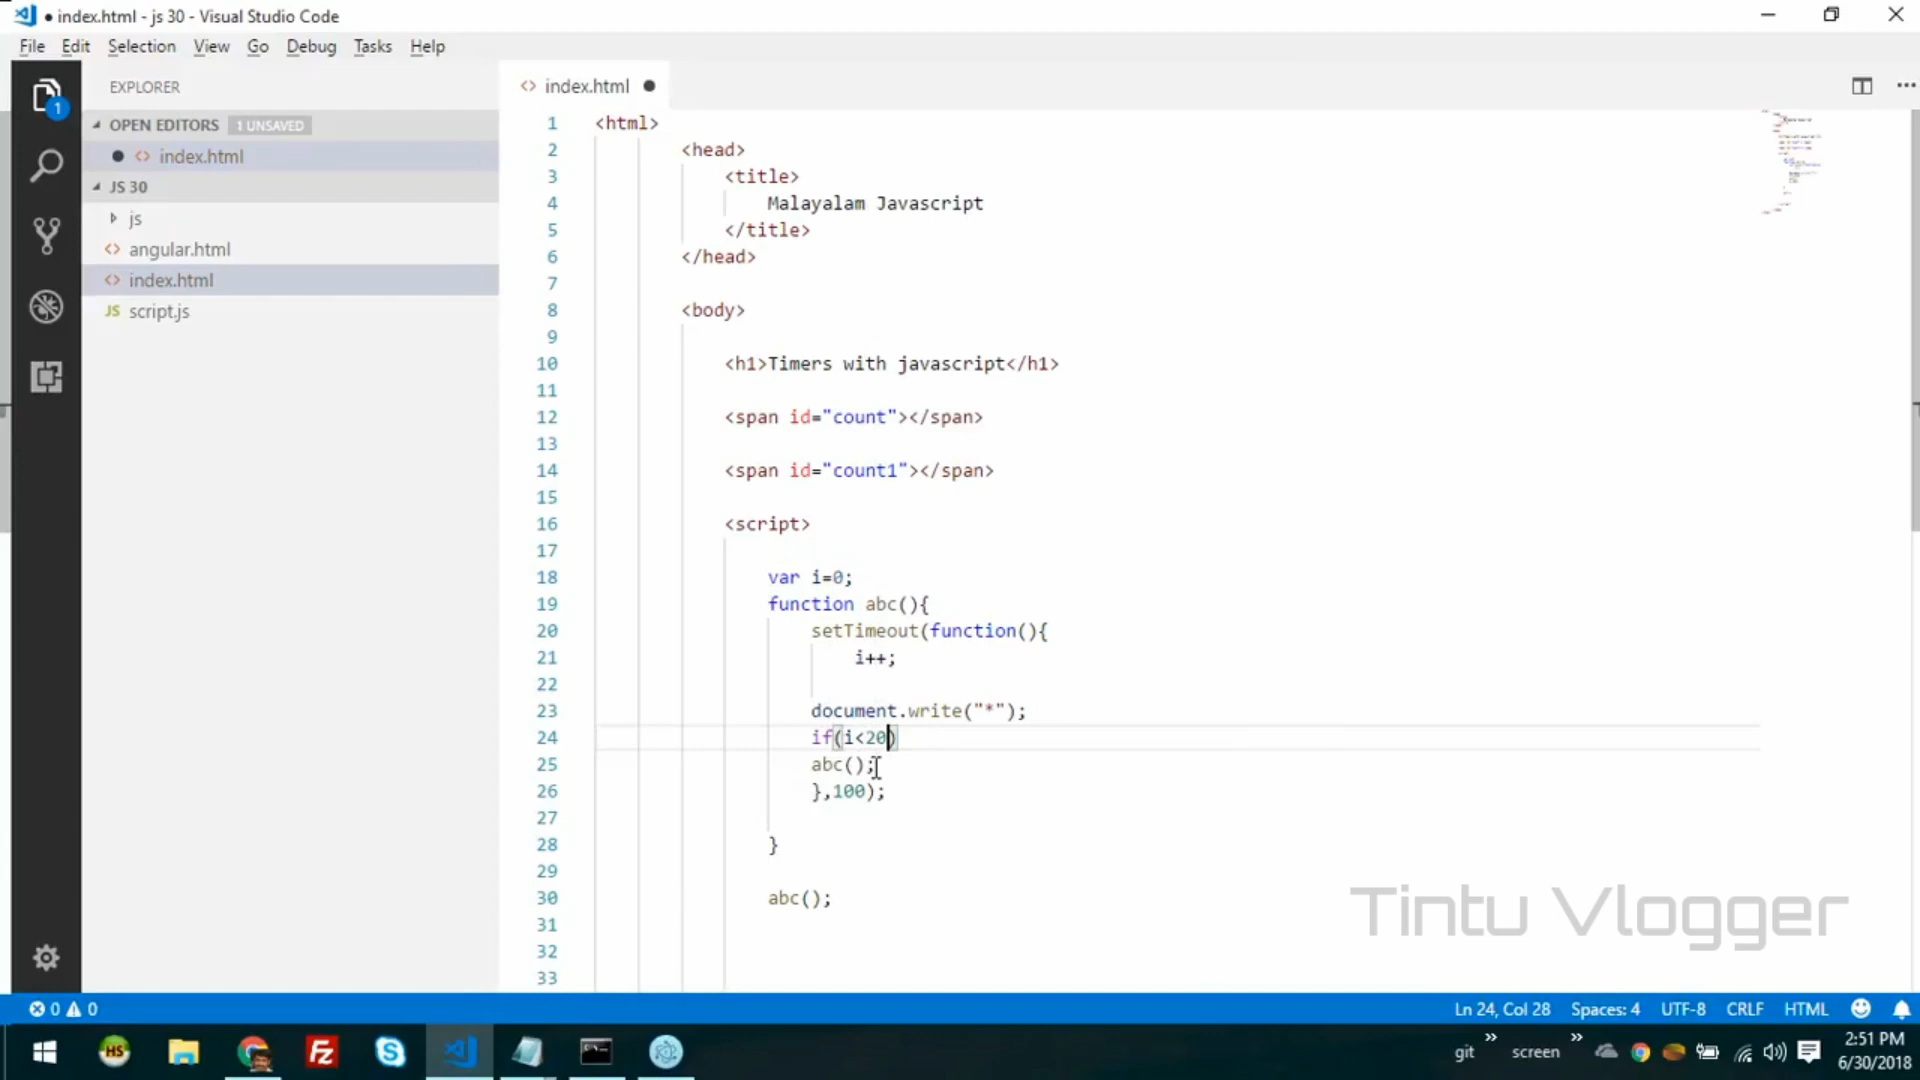 index.html - js 30 - Visual Studio Code
File Edit Selection View Go Debug Tasks Help
EXPLORER
OPEN EDITORS 1 UNSAVED
index.html
JS 30
js
angular.html
index.html
JS script.js
1
index.html
1 <html>
2 <head>
3 <title>
4 Malayalam Javascript
5 </title>
6 </head>
7
8 <body>
9
10 <h1>Timers with javascript</h1>
11
12 <span id="count"></span>
13
14 <span id="count1"></span>
15
16 <script>
17
18 var i=0;
19 function abc(){
20 setTimeout(function(){
21 i++;
22
23 document.write("*");
24 if(i<20)
25 abc();
26 },100);
27
28 }
29
30 abc();
31
32
33
Tintu Vlogger
0 0
Ln 24, Col 28 Spaces: 4 UTF-8 CRLF HTML
HS
Fz
git » screen »
2:51 PM
6/30/2018